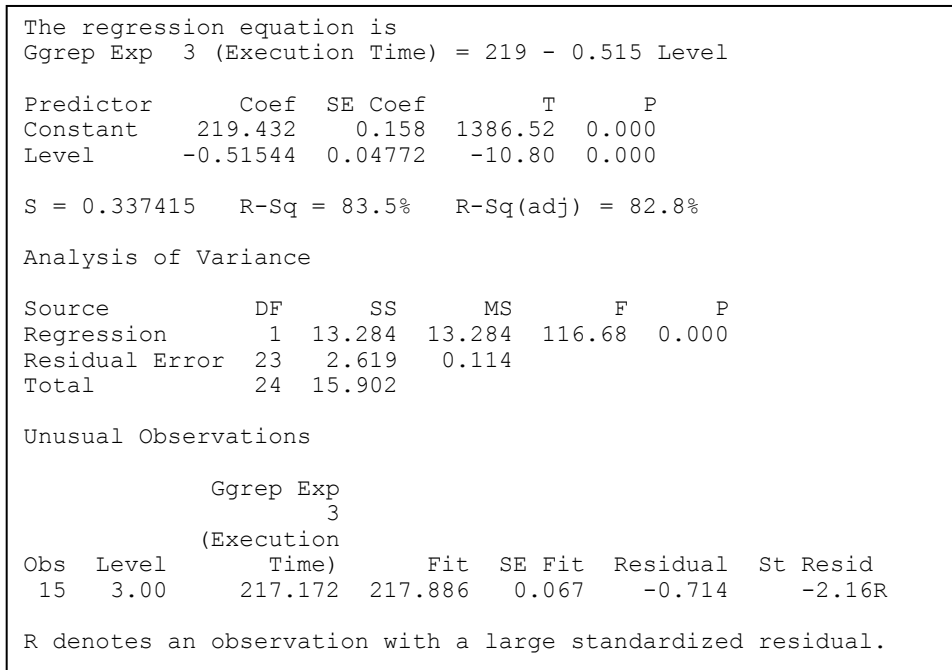 The regression equation is
Ggrep Exp  3 (Execution Time) = 219 - 0.515 Level
Predictor      Coef  SE Coef        T      P
Constant    219.432    0.158  1386.52  0.000
Level      -0.51544  0.04772   -10.80  0.000
S = 0.337415   R-Sq = 83.5%   R-Sq(adj) = 82.8%
Analysis of Variance
Source          DF      SS      MS       F      P
Regression       1  13.284  13.284  116.68  0.000
Residual Error  23   2.619   0.114
Total           24  15.902
Unusual Observations
Ggrep Exp
3
(Execution
Obs  Level      Time)      Fit  SE Fit  Residual  St Resid
15   3.00    217.172  217.886   0.067    -0.714     -2.16R
R denotes an observation with a large standardized residual.